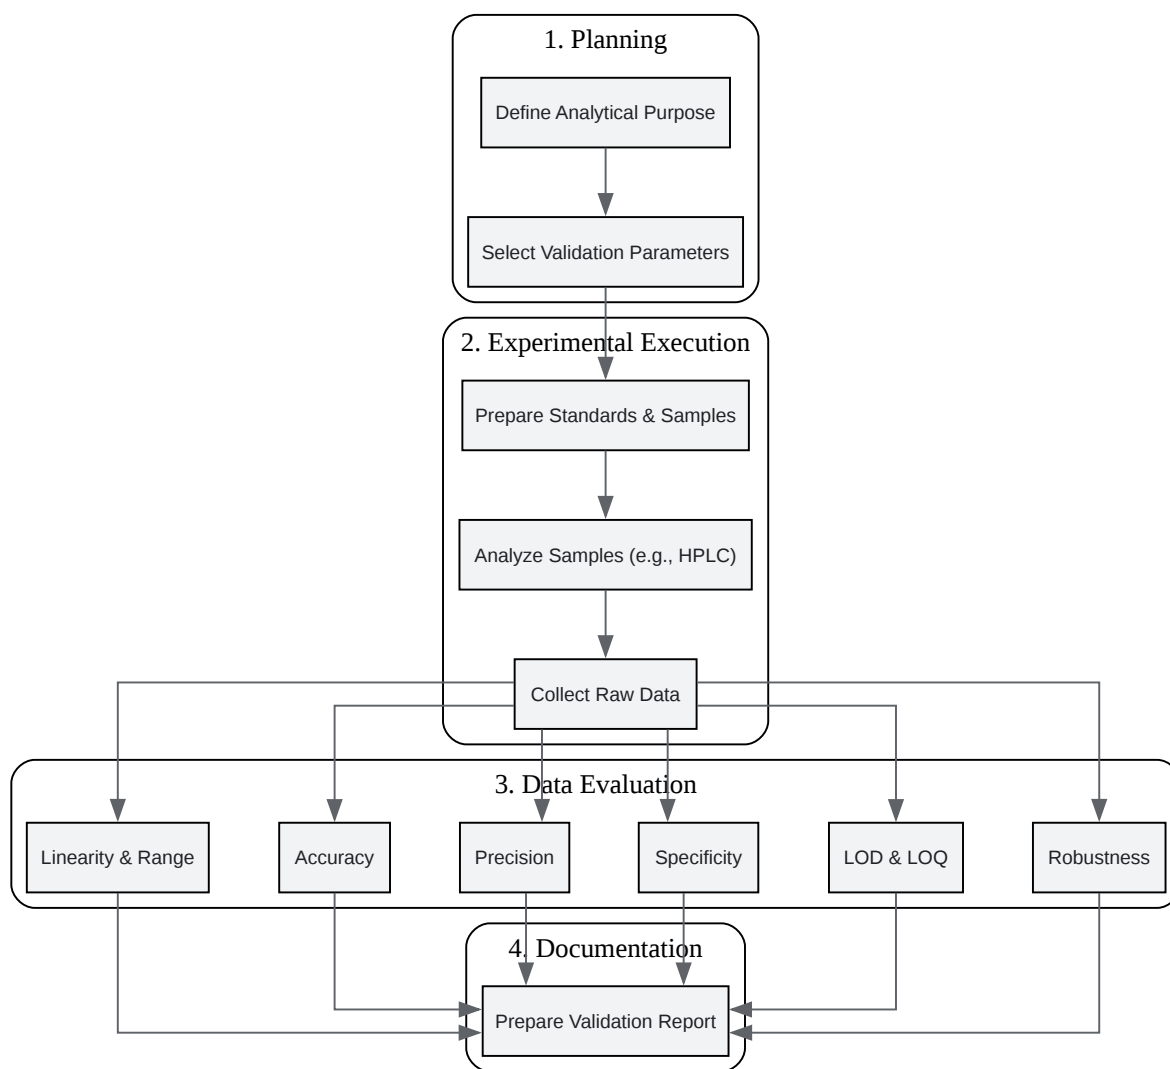 1. Planning
Define Analytical Purpose
Select Validation Parameters
2. Experimental Execution
Prepare Standards & Samples
Analyze Samples (e.g., HPLC)
Collect Raw Data
3. Data Evaluation
Linearity & Range
Accuracy
Precision
Specificity
LOD & LOQ
Robustness
4. Documentation
Prepare Validation Report